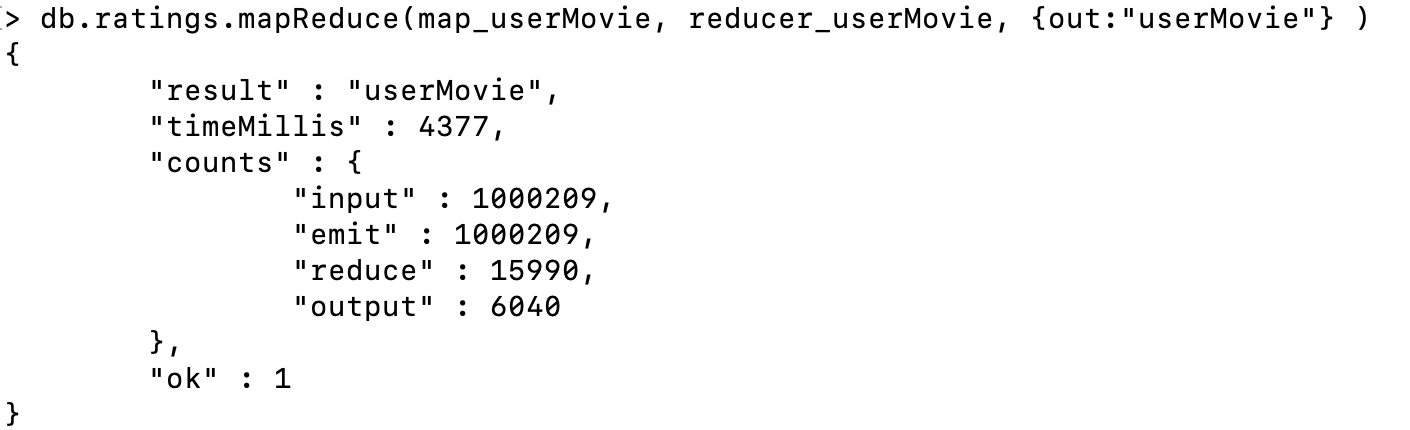 > db.ratings.mapReduce(map_userMovie, reducer_userMovie, {out:"userMovie"} )
{
        "result" : "userMovie",
        "timeMillis" : 4377,
        "counts" : {
                "input" : 1000209,
                "emit" : 1000209,
                "reduce" : 15990,
                "output" : 6040
        },
        "ok" : 1
}